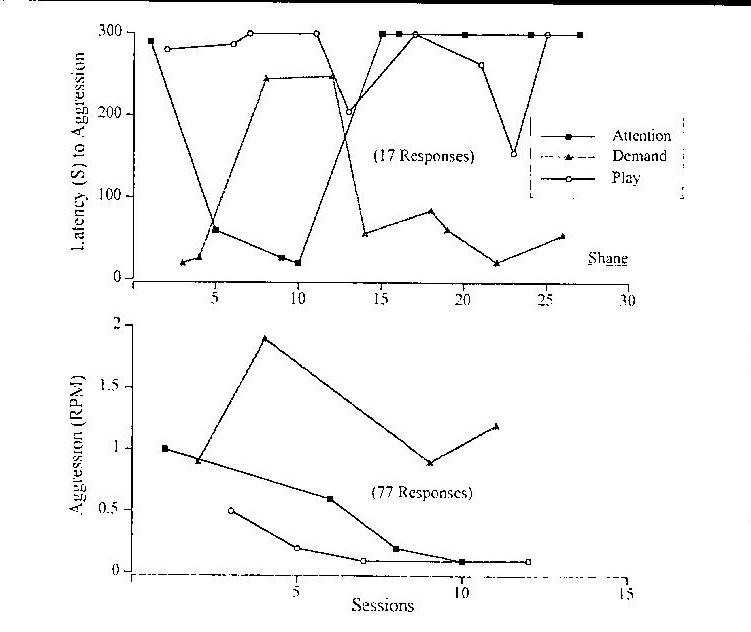 Latency (S) to Aggression
300
200
100
0
(17 Responses)
Attention
Demand
Play
Shane
5
10
15
20
25
30
Aggression (RPM)
2
1.5
1
0.5
0
(77 Responses)
5
10
15
Sessions